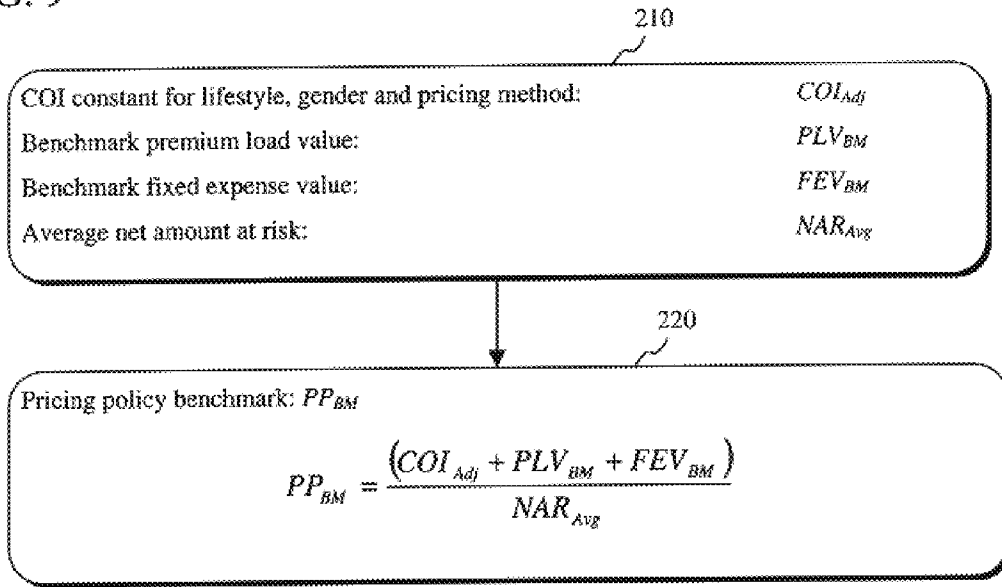 210
COI constant for lifestyle, gender and pricing method: COI_Adj
Benchmark premium load value: PLV_BM
Benchmark fixed expense value: FEV_BM
Average net amount at risk: NAR_Avg
220
Pricing policy benchmark: PP_BM
PP_BM = (COI_Adj + PLV_BM + FEV_BM) / NAR_Avg